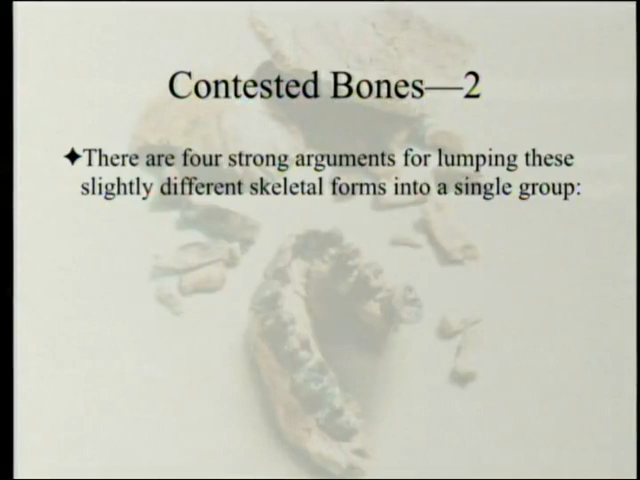 Contested Bones—2
✦There are four strong arguments for lumping these
slightly different skeletal forms into a single group: